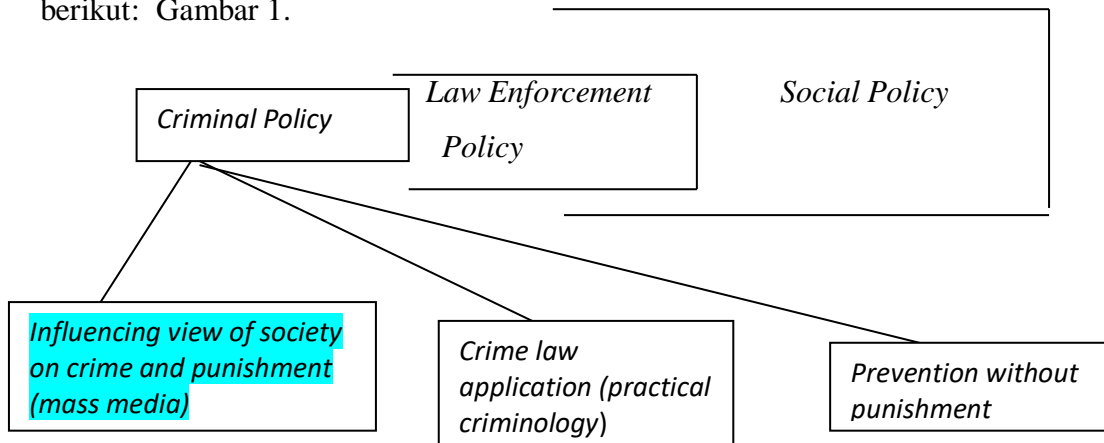 berikut: Gambar 1.
Criminal Policy
Law Enforcement
Policy
Social Policy
Influencing view of society
on crime and punishment
(mass media)
Crime law
application (practical
criminology)
Prevention without
punishment